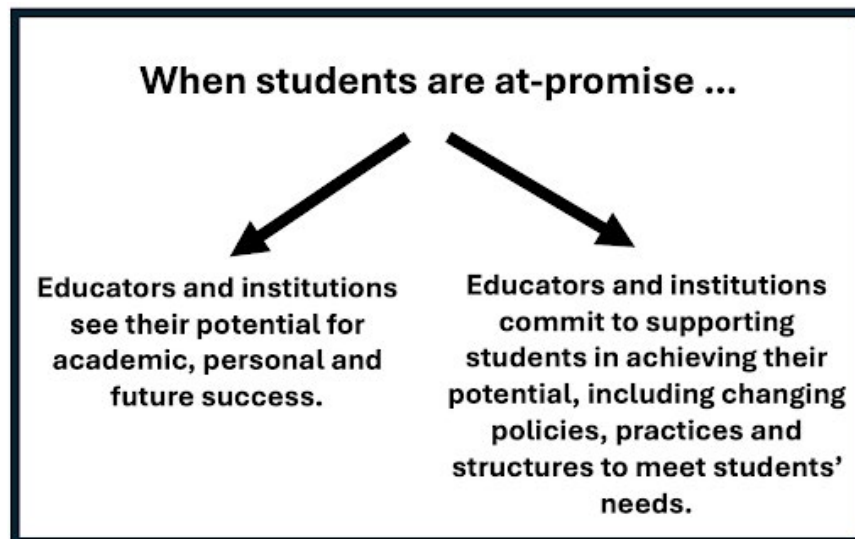 When students are at-promise ...
Educators and institutions
see their potential for
academic, personal and
future success.
Educators and institutions
commit to supporting
students in achieving their
potential, including changing
policies, practices and
structures to meet students’
needs.